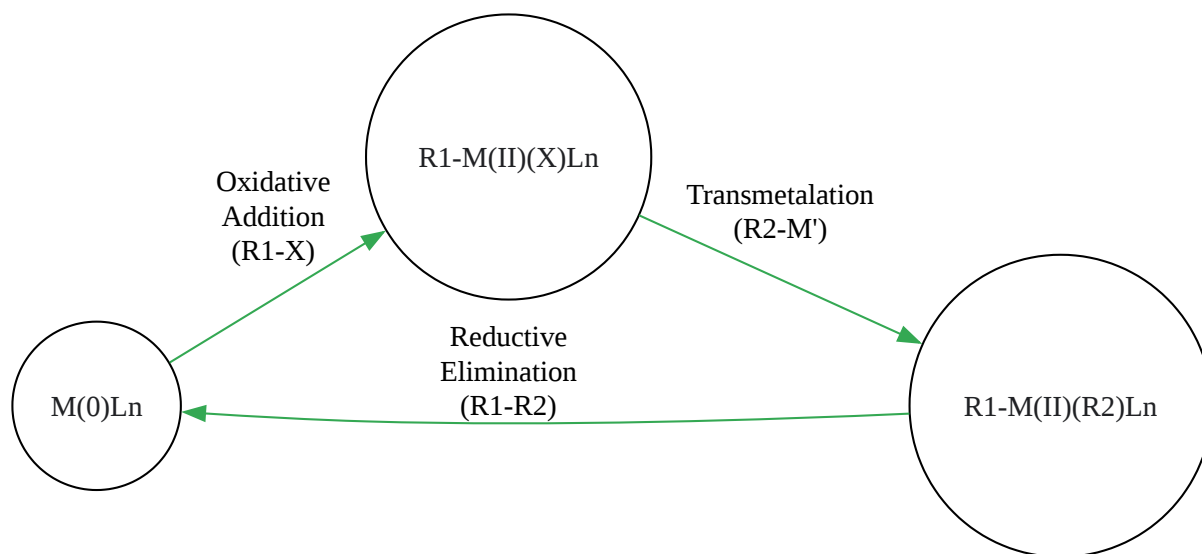 R1-M(II)(X)Ln
Oxidative
Addition
(R1-X)
Transmetalation
(R2-M')
Reductive
Elimination
(R1-R2)
M(0)Ln
R1-M(II)(R2)Ln